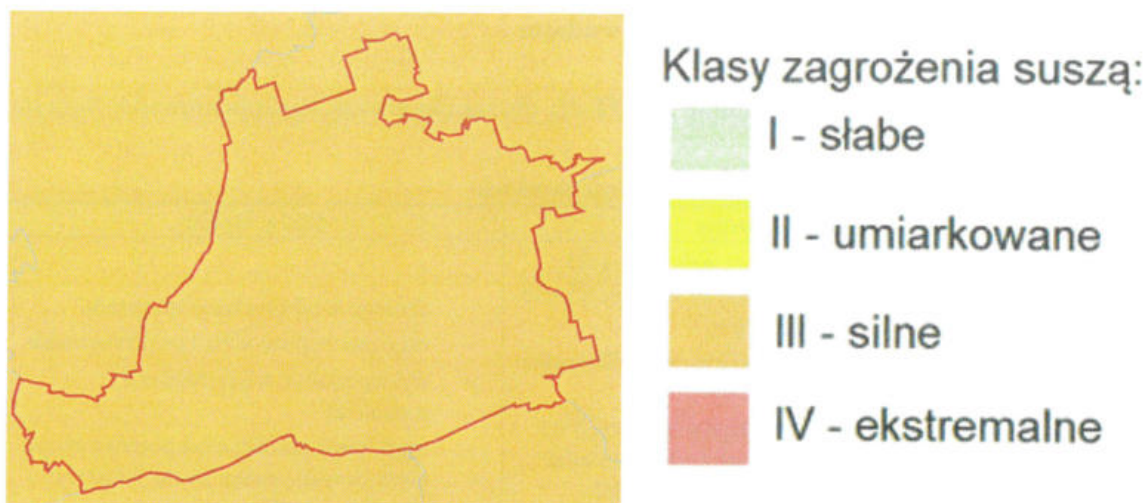 Klasy zagrożenia suszą:
I - słabe
II - umiarkowane
III - silne
IV - ekstremalne